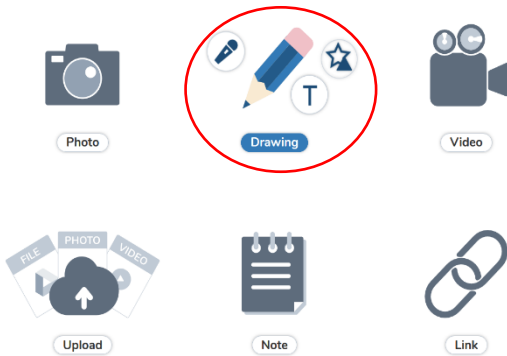 T
Photo
Drawing
Video
FILE
PHOTO
VIDEO
Upload
Note
Link